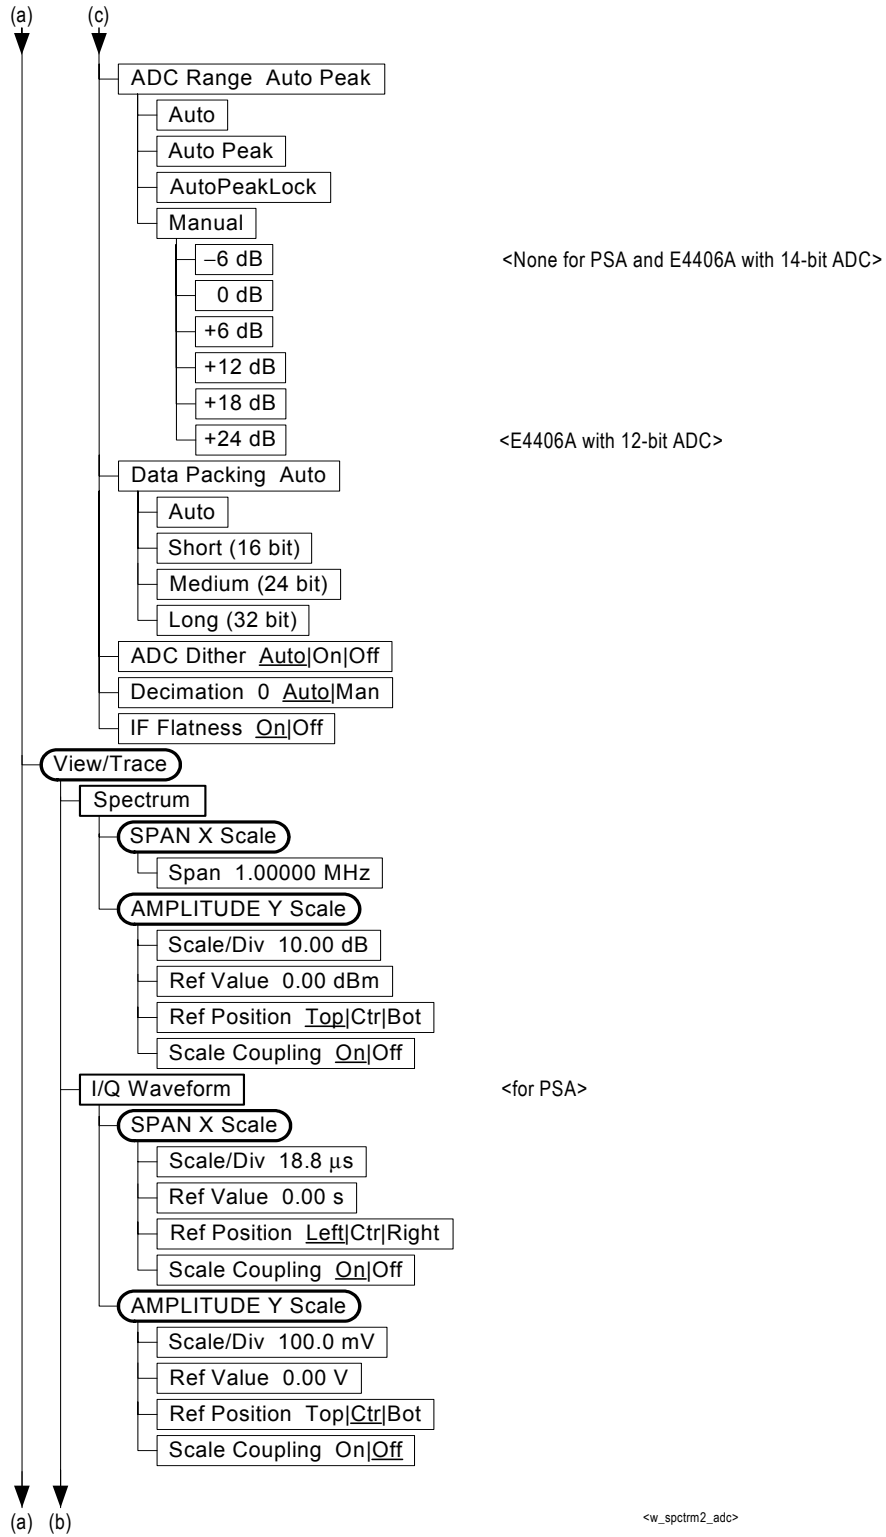 (a) (c)
ADC Range Auto Peak
Auto
Auto Peak
AutoPeakLock
Manual
–6 dB <None for PSA and E4406A with 14-bit ADC>
0 dB
+6 dB
+12 dB
+18 dB
+24 dB <E4406A with 12-bit ADC>
Data Packing Auto
Auto
Short (16 bit)
Medium (24 bit)
Long (32 bit)
ADC Dither Auto|On|Off
Decimation 0 Auto|Man
IF Flatness On|Off
View/Trace
Spectrum
SPAN X Scale
Span 1.00000 MHz
AMPLITUDE Y Scale
Scale/Div 10.00 dB
Ref Value 0.00 dBm
Ref Position Top|Ctr|Bot
Scale Coupling On|Off
I/Q Waveform <for PSA>
SPAN X Scale
Scale/Div 18.8 μs
Ref Value 0.00 s
Ref Position Left|Ctr|Right
Scale Coupling On|Off
AMPLITUDE Y Scale
Scale/Div 100.0 mV
Ref Value 0.00 V
Ref Position Top|Ctr|Bot
Scale Coupling On|Off
(a) (b) <w_spctrm2_adc>